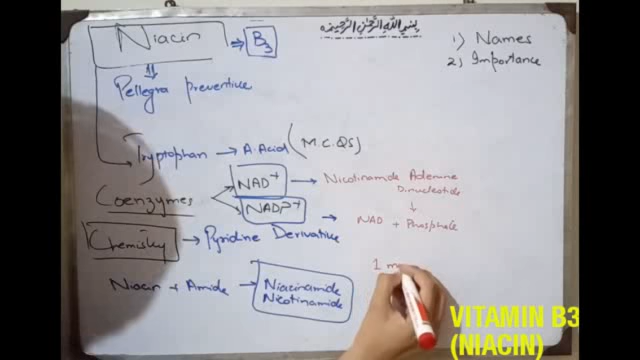 بسم الله الرحمن الرحيم
Niacin ⇒ B3
1) Names
2) Importance
Pellegra preventive
Tryptophan → A.Acid (M.C.QS)
Coenzymes
NAD+ → Nicotinamide Adenine
Dinucleotide
↓
NADP+ → NAD + Phosphate
Chemistry → Pyridine Derivative
Niacin + Amide → Niacinamide
Nicotinamide
1 m
VITAMIN B3
(NIACIN)